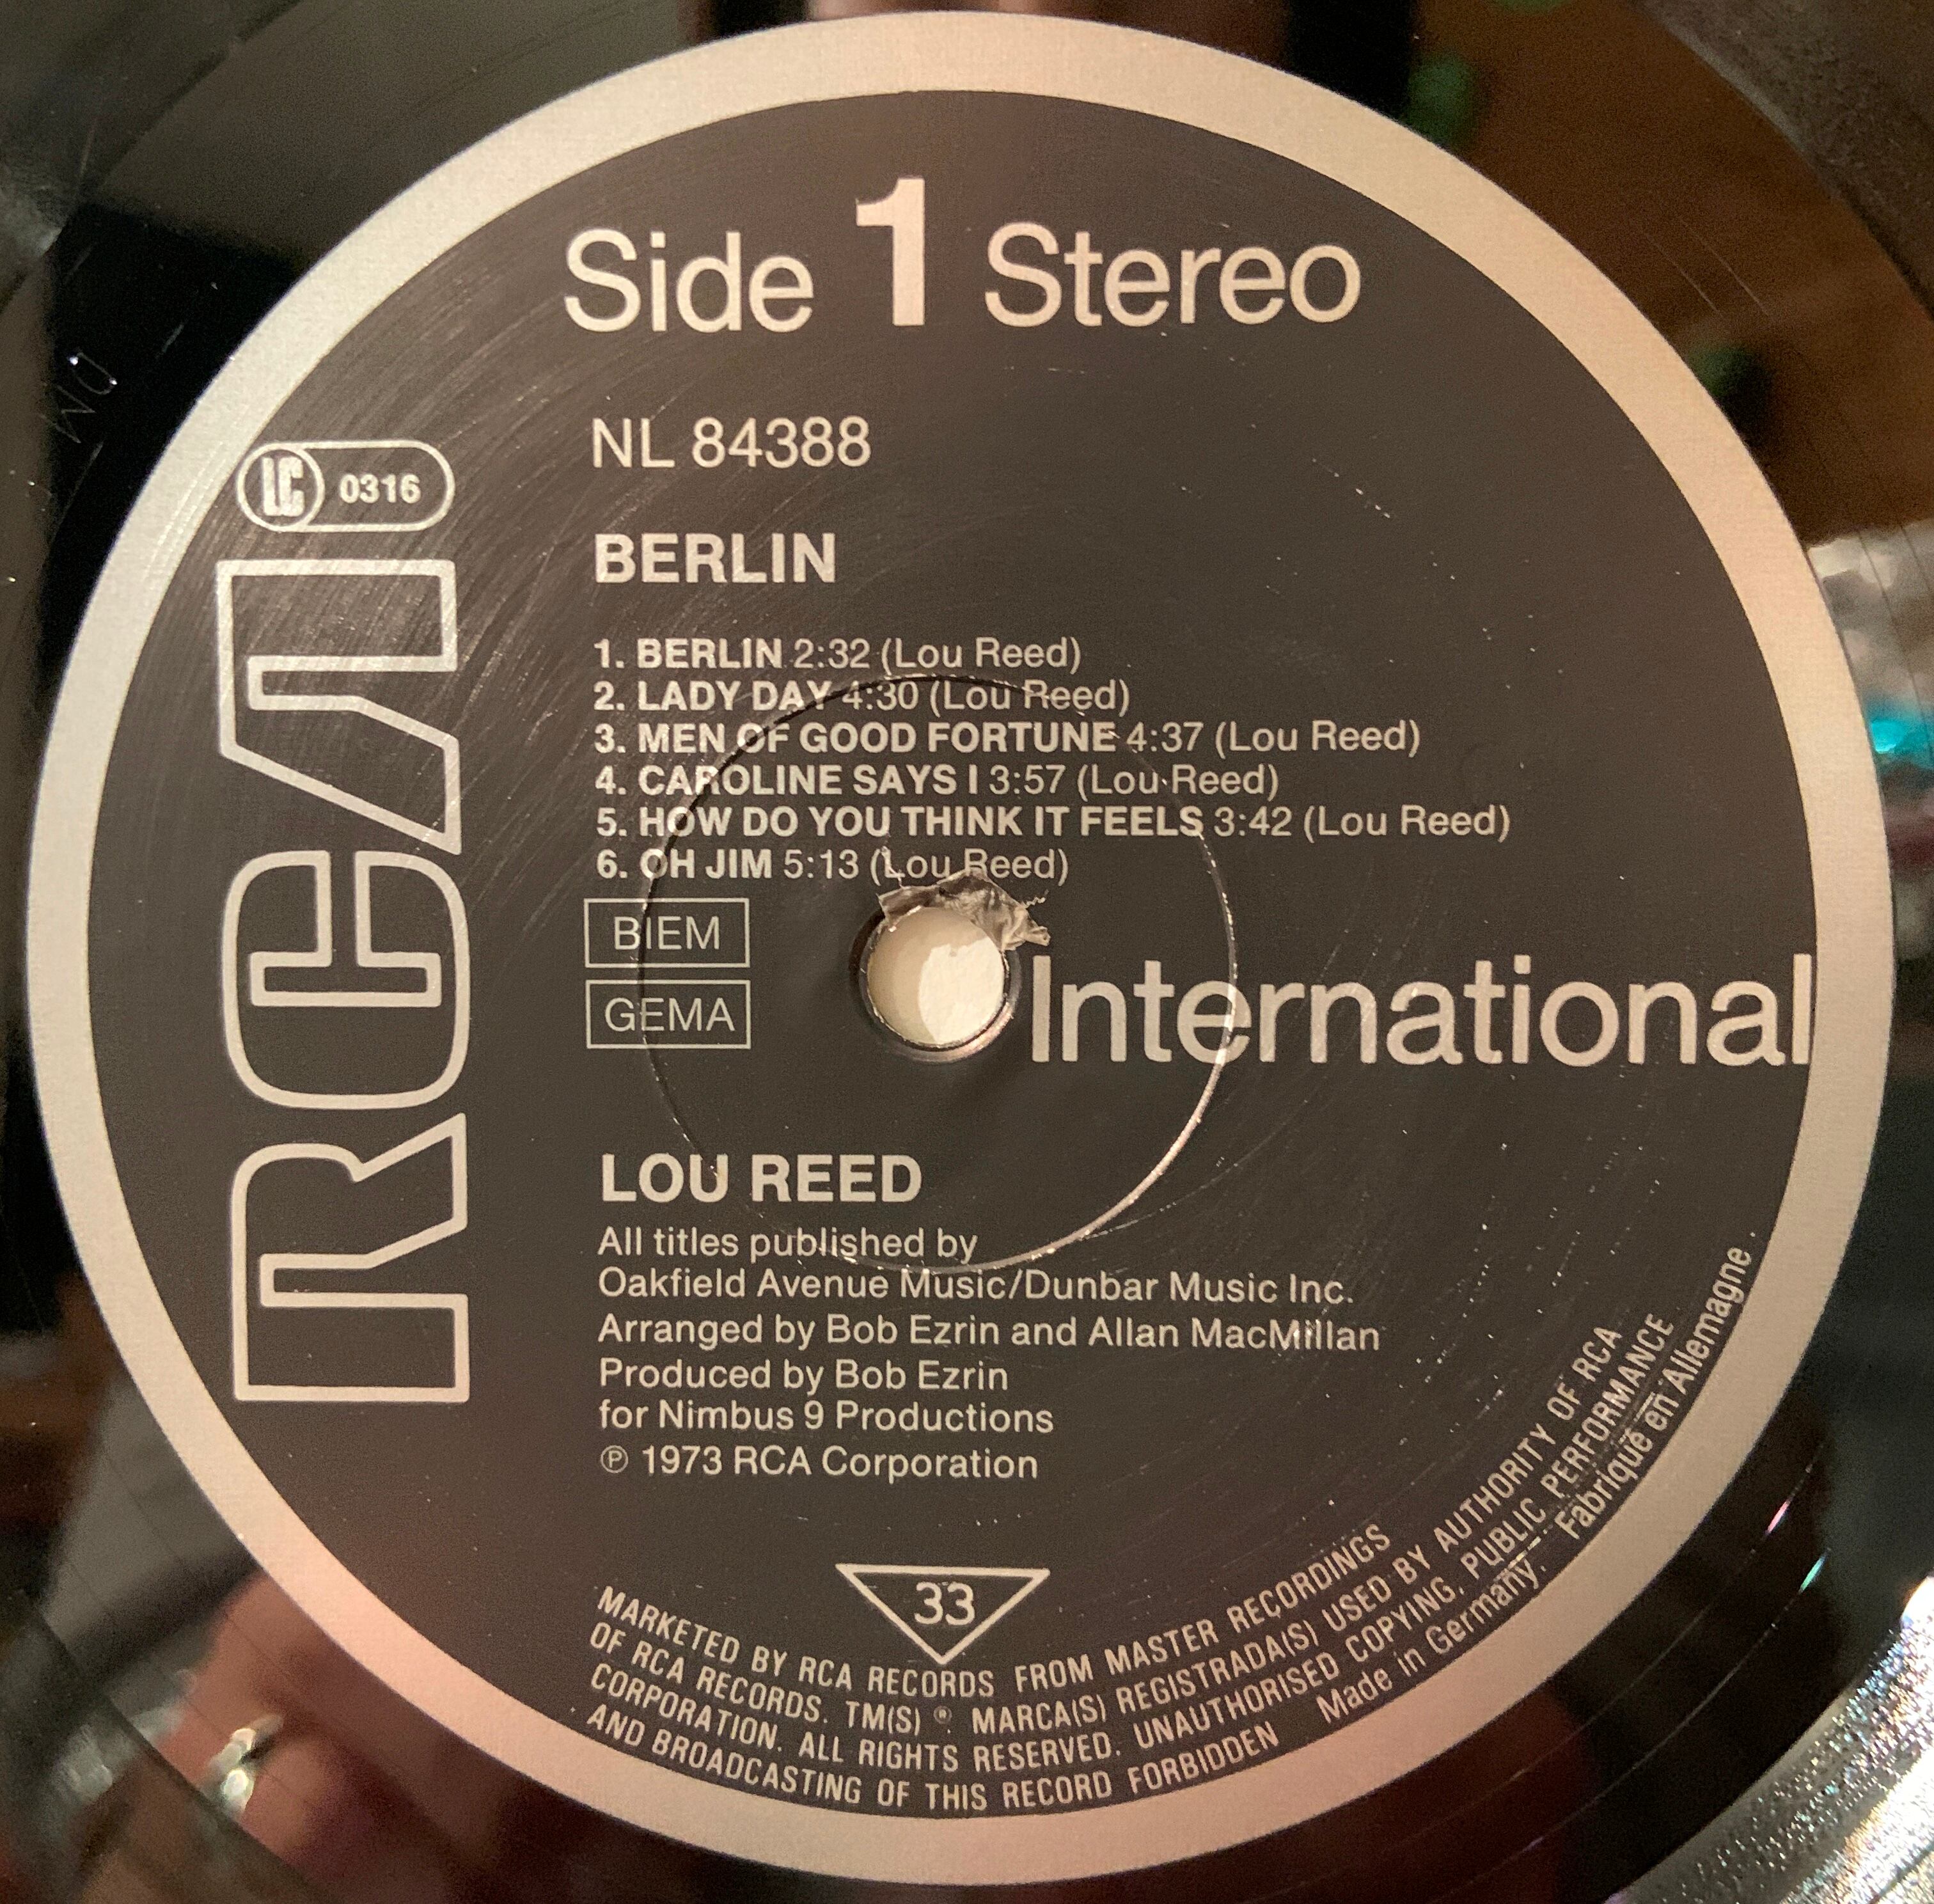 Side 1 Stereo
NL 84388
LC 0316
RCA
BERLIN
1. BERLIN 2:32 (Lou Reed)
2. LADY DAY 4:30 (Lou Reed)
3. MEN OF GOOD FORTUNE 4:37 (Lou Reed)
4. CAROLINE SAYS I 3:57 (Lou Reed)
5. HOW DO YOU THINK IT FEELS 3:42 (Lou Reed)
6. OH JIM 5:13 (Lou Reed)
BIEM
GEMA
International
LOU REED
All titles published by
Oakfield Avenue Music/Dunbar Music Inc.
Arranged by Bob Ezrin and Allan MacMillan
Produced by Bob Ezrin
for Nimbus 9 Productions
℗ 1973 RCA Corporation
33
MARKETED BY RCA RECORDS FROM MASTER RECORDINGS
OF RCA RECORDS. TM(S) ®. MARCA(S) REGISTRADA(S) USED BY AUTHORITY OF RCA
CORPORATION. ALL RIGHTS RESERVED. UNAUTHORISED COPYING, PUBLIC PERFORMANCE
AND BROADCASTING OF THIS RECORD FORBIDDEN Made in Germany. Fabriqué en Allemagne.